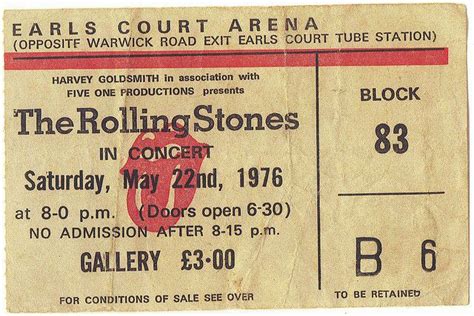 EARLS COURT ARENA
(OPPOSITE WARWICK ROAD EXIT EARLS COURT TUBE STATION)
HARVEY GOLDSMITH in association with
FIVE ONE PRODUCTIONS presents
The Rolling Stones
IN CONCERT
Saturday, May 22nd, 1976
at 8-0 p.m. (Doors open 6-30)
NO ADMISSION AFTER 8-15 p.m.
GALLERY £3·00
FOR CONDITIONS OF SALE SEE OVER
BLOCK
83
B 6
TO BE RETAINED